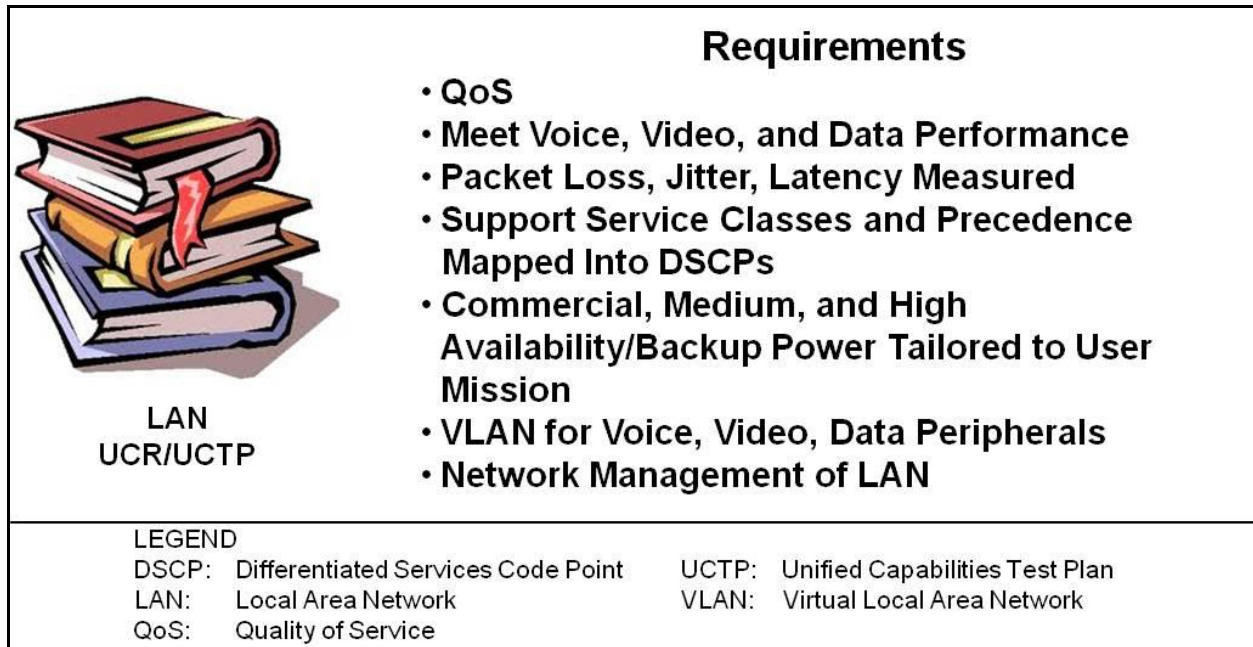 Requirements
• QoS
• Meet Voice, Video, and Data Performance
• Packet Loss, Jitter, Latency Measured
• Support Service Classes and Precedence
Mapped Into DSCPs
• Commercial, Medium, and High
Availability/Backup Power Tailored to User
Mission
• VLAN for Voice, Video, Data Peripherals
• Network Management of LAN
LAN
UCR/UCTP
LEGEND
DSCP: Differentiated Services Code Point
LAN: Local Area Network
QoS: Quality of Service
UCTP: Unified Capabilities Test Plan
VLAN: Virtual Local Area Network